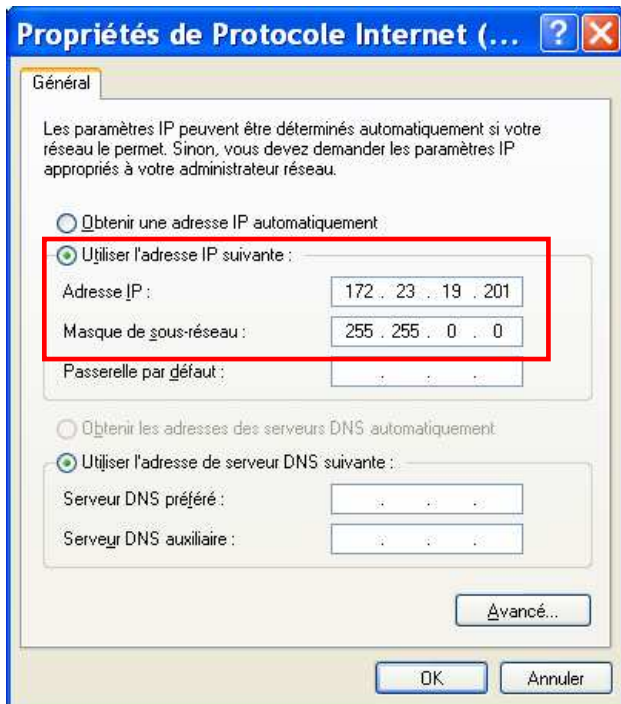 Propriétés de Protocole Internet (...
Général
Les paramètres IP peuvent être déterminés automatiquement si votre
réseau le permet. Sinon, vous devez demander les paramètres IP
appropriés à votre administrateur réseau.
Obtenir une adresse IP automatiquement
Utiliser l'adresse IP suivante :
Adresse IP : 172 . 23 . 19 . 201
Masque de sous-réseau : 255 . 255 . 0 . 0
Passerelle par défaut : . . .
Obtenir les adresses des serveurs DNS automatiquement
Utiliser l'adresse de serveur DNS suivante :
Serveur DNS préféré : . . .
Serveur DNS auxiliaire : . . .
Avancé...
OK Annuler